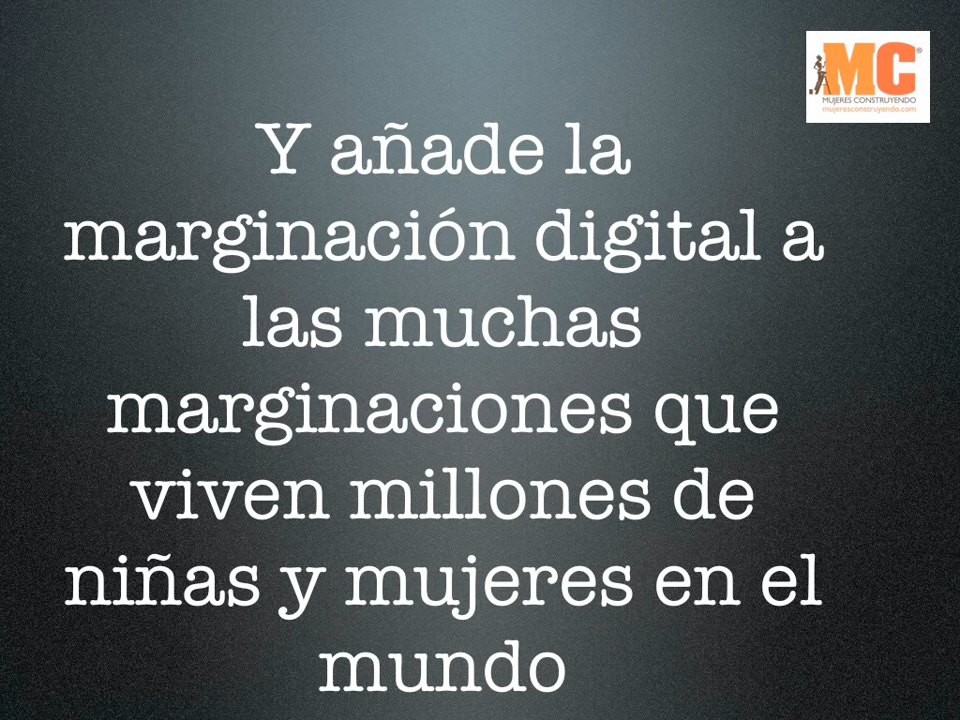 MC®
MUJERES CONSTRUYENDO
mujeresconstruyendo.com
Y añade la
marginación digital a
las muchas
marginaciones que
viven millones de
niñas y mujeres en el
mundo